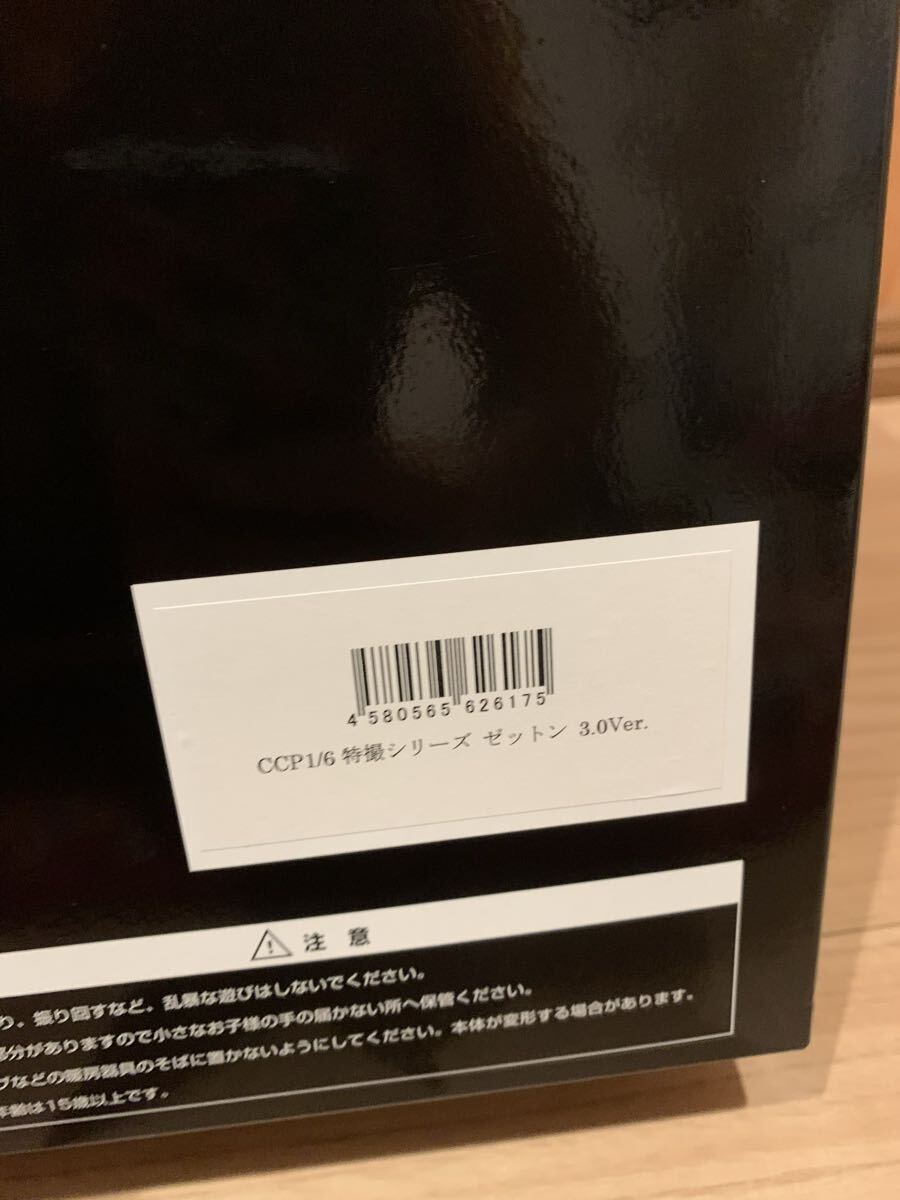 4 580565 626175
CCP1/6 特撮シリーズ ゼットン 3.0Ver.
注 意
り、振り回すなど、乱暴な遊びはしないでください。
部分がありますので小さなお子様の手の届かない所へ保管ください。
などの暖房器具のそばに置かないようにしてください。本体が変形する場合があります。
年齢は15歳以上です。